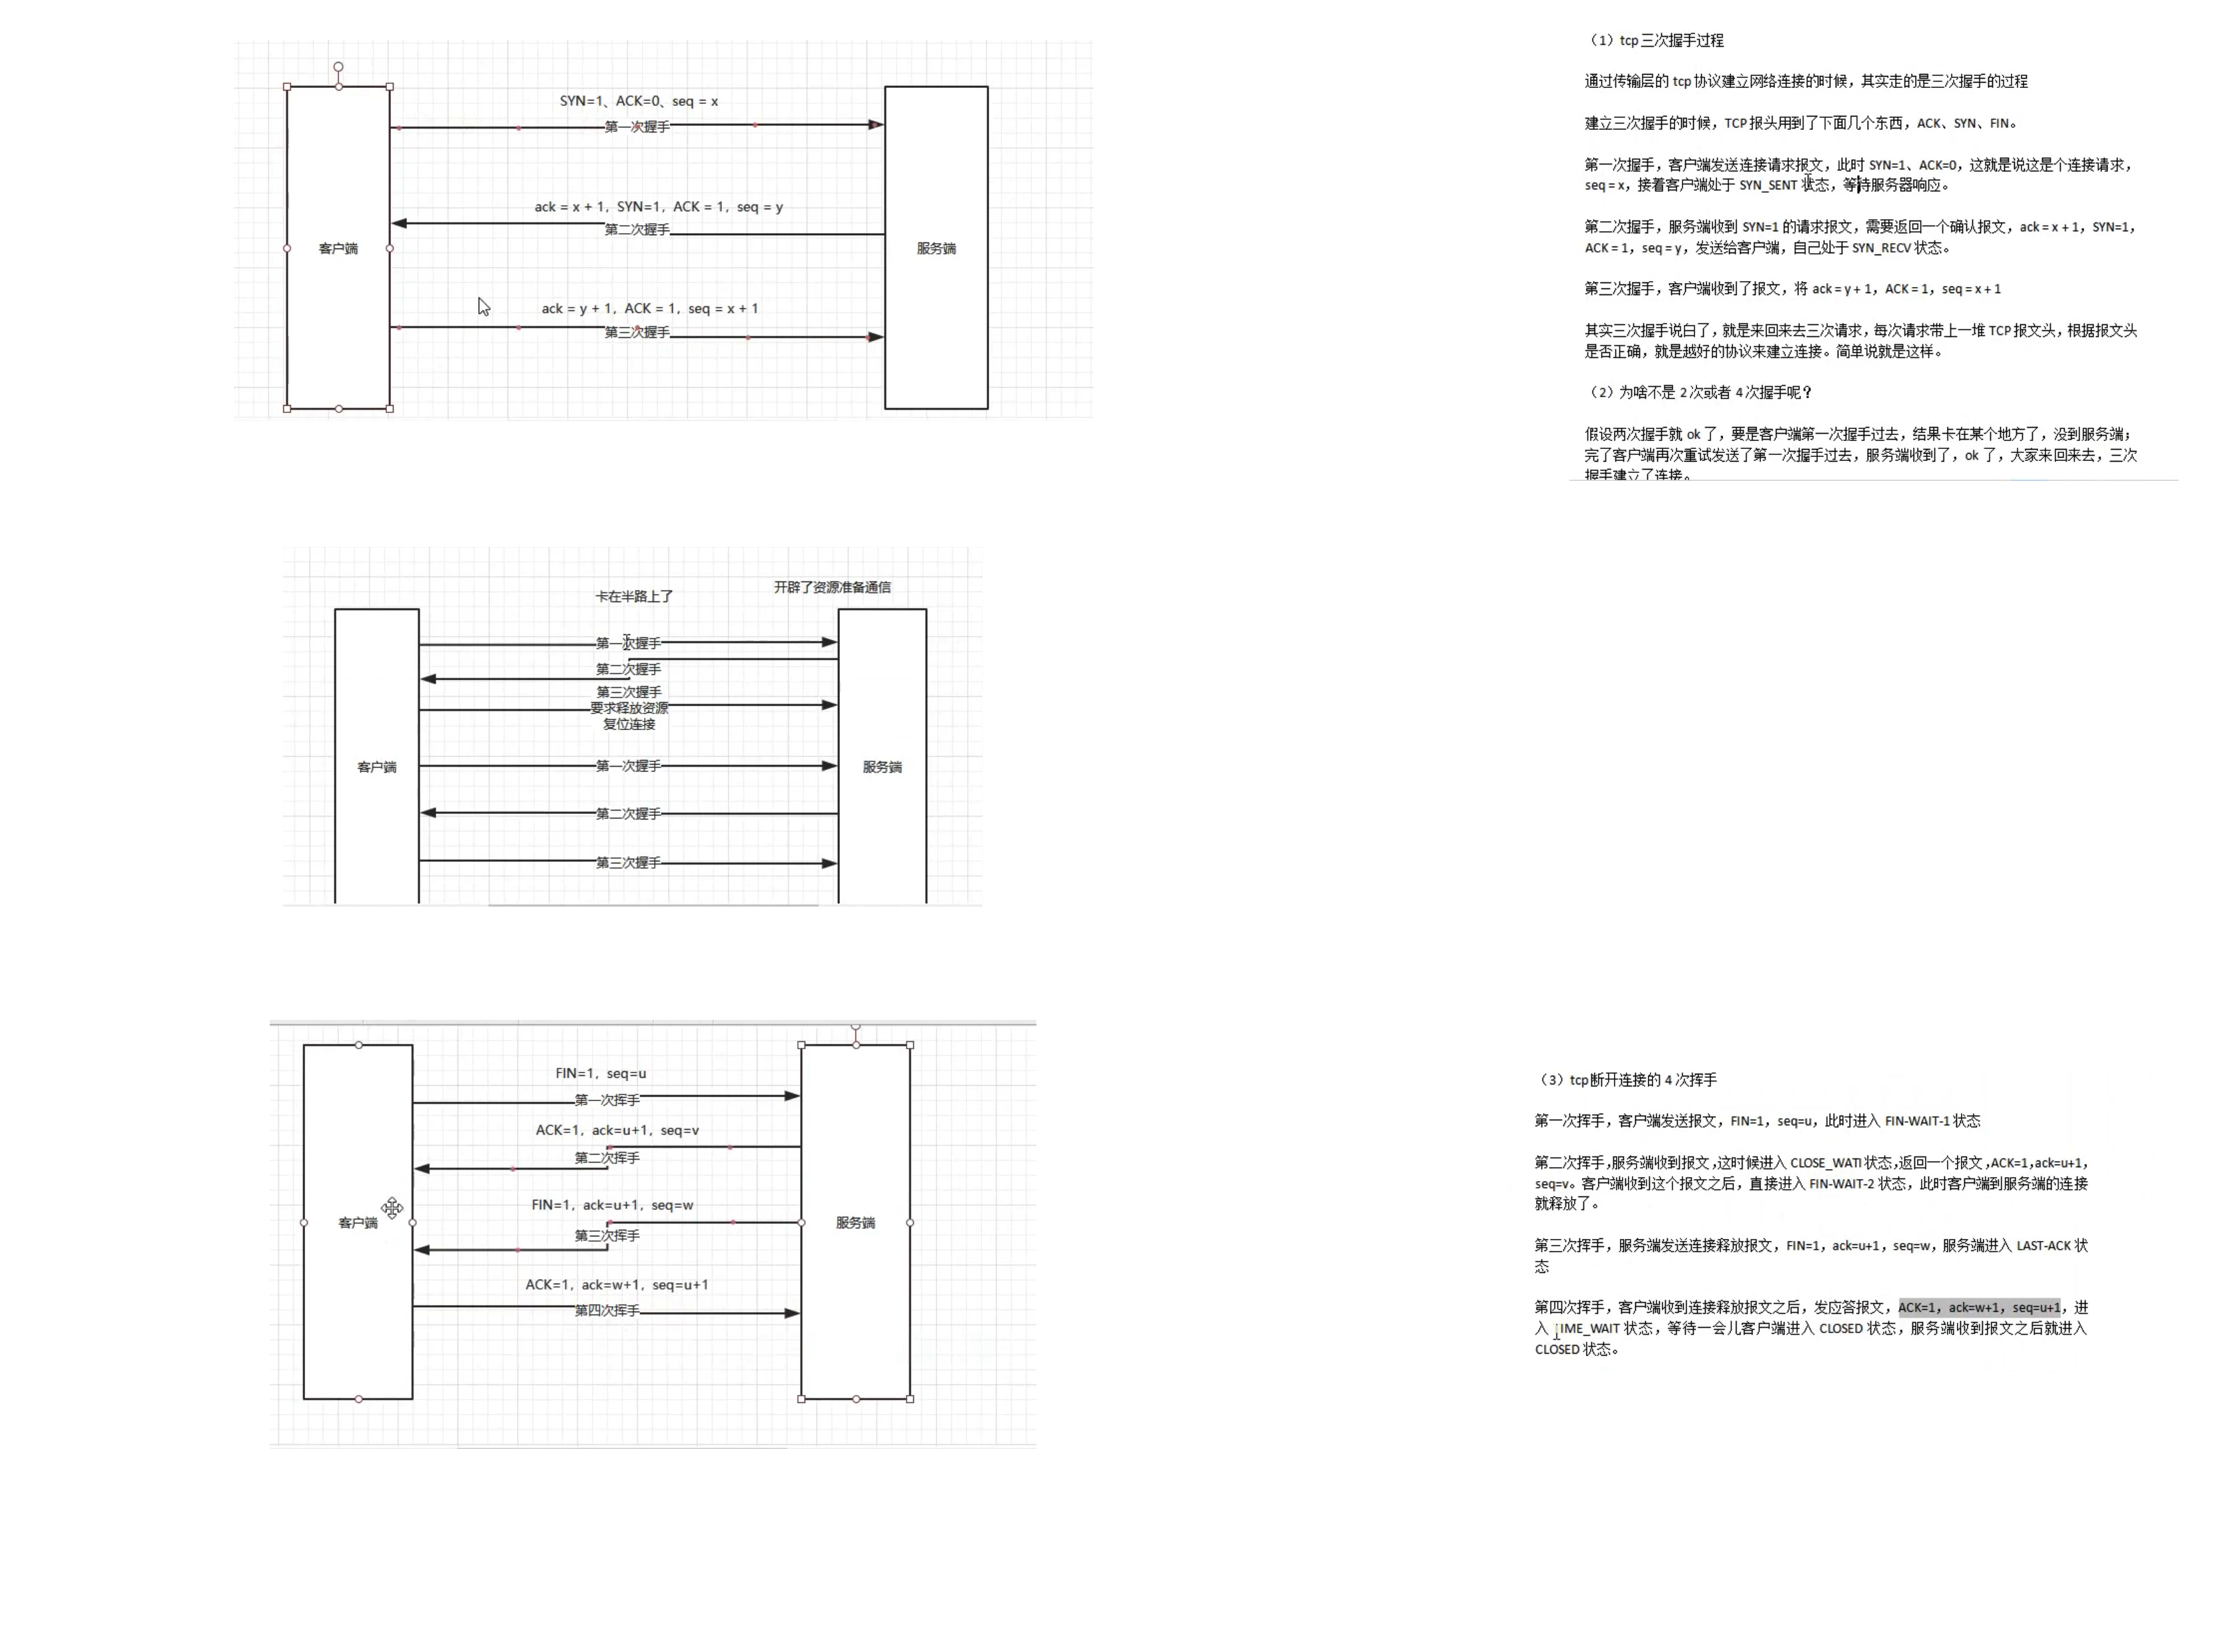 SYN=1、ACK=0、seq = x
第一次握手
ack = x + 1，SYN=1，ACK = 1，seq = y
第二次握手
客户端
服务端
ack = y + 1，ACK = 1，seq = x + 1
第三次握手
（1）tcp 三次握手过程
通过传输层的 tcp 协议建立网络连接的时候，其实走的是三次握手的过程
建立三次握手的时候，TCP 报头用到了下面几个东西，ACK、SYN、FIN。
第一次握手，客户端发送连接请求报文，此时 SYN=1、ACK=0，这就是说这是个连接请求，
seq = x，接着客户端处于 SYN_SENT 状态，等待服务器响应。
第二次握手，服务端收到 SYN=1 的请求报文，需要返回一个确认报文，ack = x + 1，SYN=1，
ACK = 1，seq = y，发送给客户端，自己处于 SYN_RECV 状态。
第三次握手，客户端收到了报文，将 ack = y + 1，ACK = 1，seq = x + 1
其实三次握手说白了，就是来回来去三次请求，每次请求带上一堆 TCP 报文头，根据报文头
是否正确，就是越好的协议来建立连接。简单说就是这样。
（2）为啥不是 2 次或者 4 次握手呢？
假设两次握手就 ok 了，要是客户端第一次握手过去，结果卡在某个地方了，没到服务端；
完了客户端再次重试发送了第一次握手过去，服务端收到了，ok 了，大家来回来去，三次
握手建立了连接。
卡在半路上了
开辟了资源准备通信
第一次握手
第二次握手
第三次握手
要求释放资源
复位连接
客户端
第一次握手
服务端
第二次握手
第三次握手
FIN=1，seq=u
第一次挥手
ACK=1，ack=u+1，seq=v
第二次挥手
FIN=1，ack=u+1，seq=w
客户端
服务端
第三次挥手
ACK=1，ack=w+1，seq=u+1
第四次挥手
（3）tcp 断开连接的 4 次挥手
第一次挥手，客户端发送报文，FIN=1，seq=u，此时进入 FIN-WAIT-1 状态
第二次挥手，服务端收到报文，这时候进入 CLOSE_WATI 状态，返回一个报文，ACK=1，ack=u+1，
seq=v。客户端收到这个报文之后，直接进入 FIN-WAIT-2 状态，此时客户端到服务端的连接
就释放了。
第三次挥手，服务端发送连接释放报文，FIN=1，ack=u+1，seq=w，服务端进入 LAST-ACK 状
态
第四次挥手，客户端收到连接释放报文之后，发应答报文，ACK=1，ack=w+1，seq=u+1，进
入 TIME_WAIT 状态，等待一会儿客户端进入 CLOSED 状态，服务端收到报文之后就进入
CLOSED 状态。